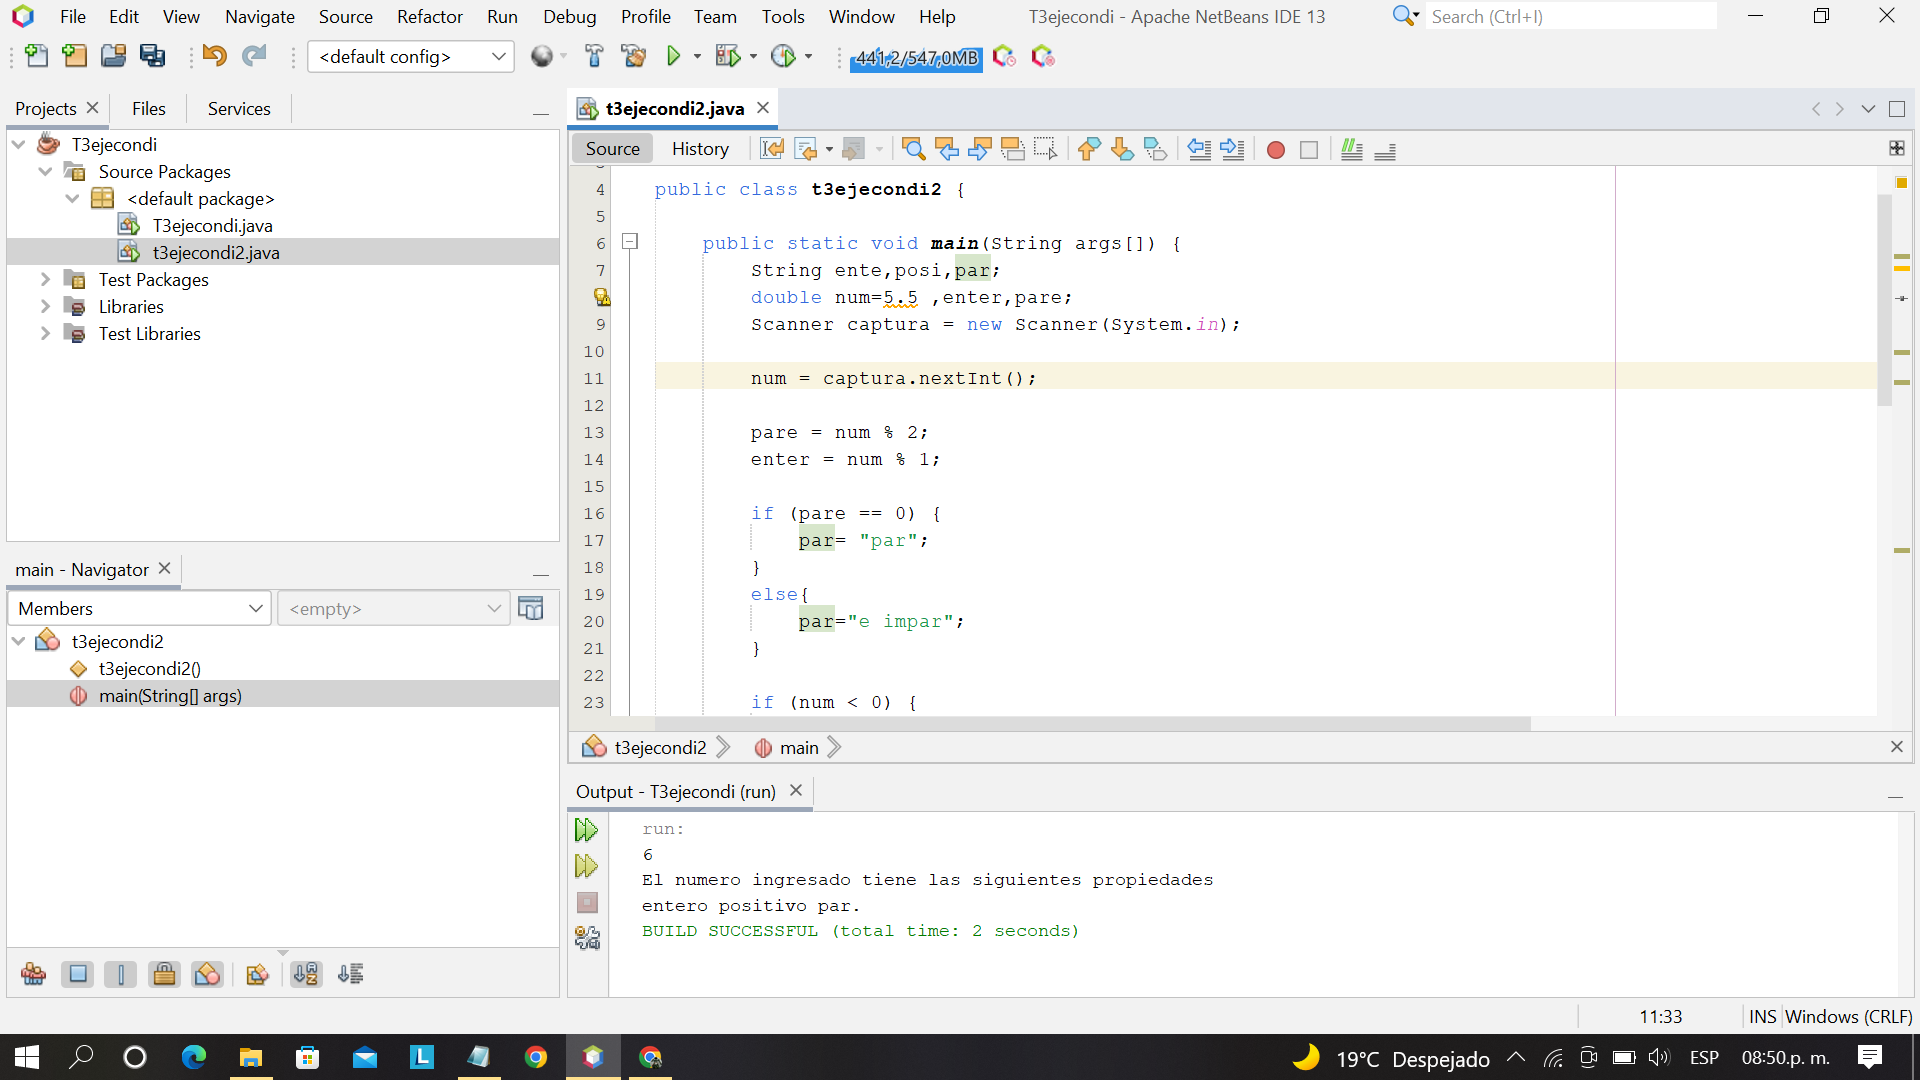 File Edit View Navigate Source Refactor Run Debug Profile Team Tools Window Help T3ejecondi - Apache NetBeans IDE 13 Search (Ctrl+I)
<default config> 441,2/547,0MB
Projects Files Services
T3ejecondi
Source Packages
<default package>
T3ejecondi.java
t3ejecondi2.java
Test Packages
Libraries
Test Libraries
main - Navigator
Members <empty>
t3ejecondi2
t3ejecondi2()
main(String[] args)
t3ejecondi2.java
Source History
4 public class t3ejecondi2 {
5
6 public static void main(String args[]) {
7 String ente,posi,par;
double num=5.5 ,enter,pare;
9 Scanner captura = new Scanner(System.in);
10
11 num = captura.nextInt();
12
13 pare = num % 2;
14 enter = num % 1;
15
16 if (pare == 0) {
17 par= "par";
18 }
19 else{
20 par="e impar";
21 }
22
23 if (num < 0) {
t3ejecondi2 main
Output - T3ejecondi (run)
run:
6
El numero ingresado tiene las siguientes propiedades
entero positivo par.
BUILD SUCCESSFUL (total time: 2 seconds)
11:33 INS Windows (CRLF)
19°C Despejado ESP 08:50 p. m.